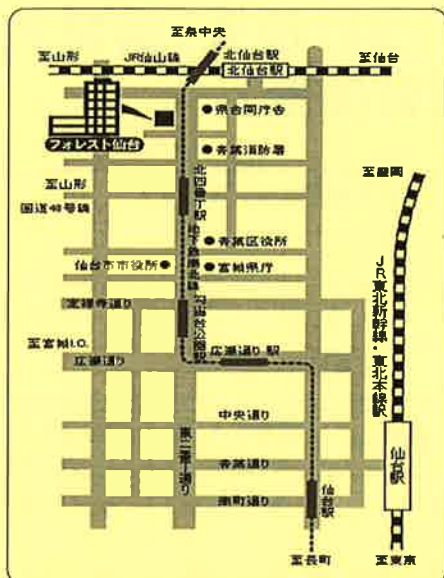 至泉中央
至山形
JR仙山線
北仙台駅
北仙台駅
至仙台
県合同庁舎
フォレスト仙台
青葉消防署
至盛岡
北四番丁駅
至山形
国道48号線
地下鉄南北線
青葉区役所
仙台市市役所
宮城県庁
勾当台公園駅
定禅寺通り
JR東北新幹線・東北本線駅
至宮城I.C.
広瀬通り
広瀬通り駅
中央通り
東二番丁通り
青葉通り
仙台駅
南町通り
仙台駅
至長町
至東京